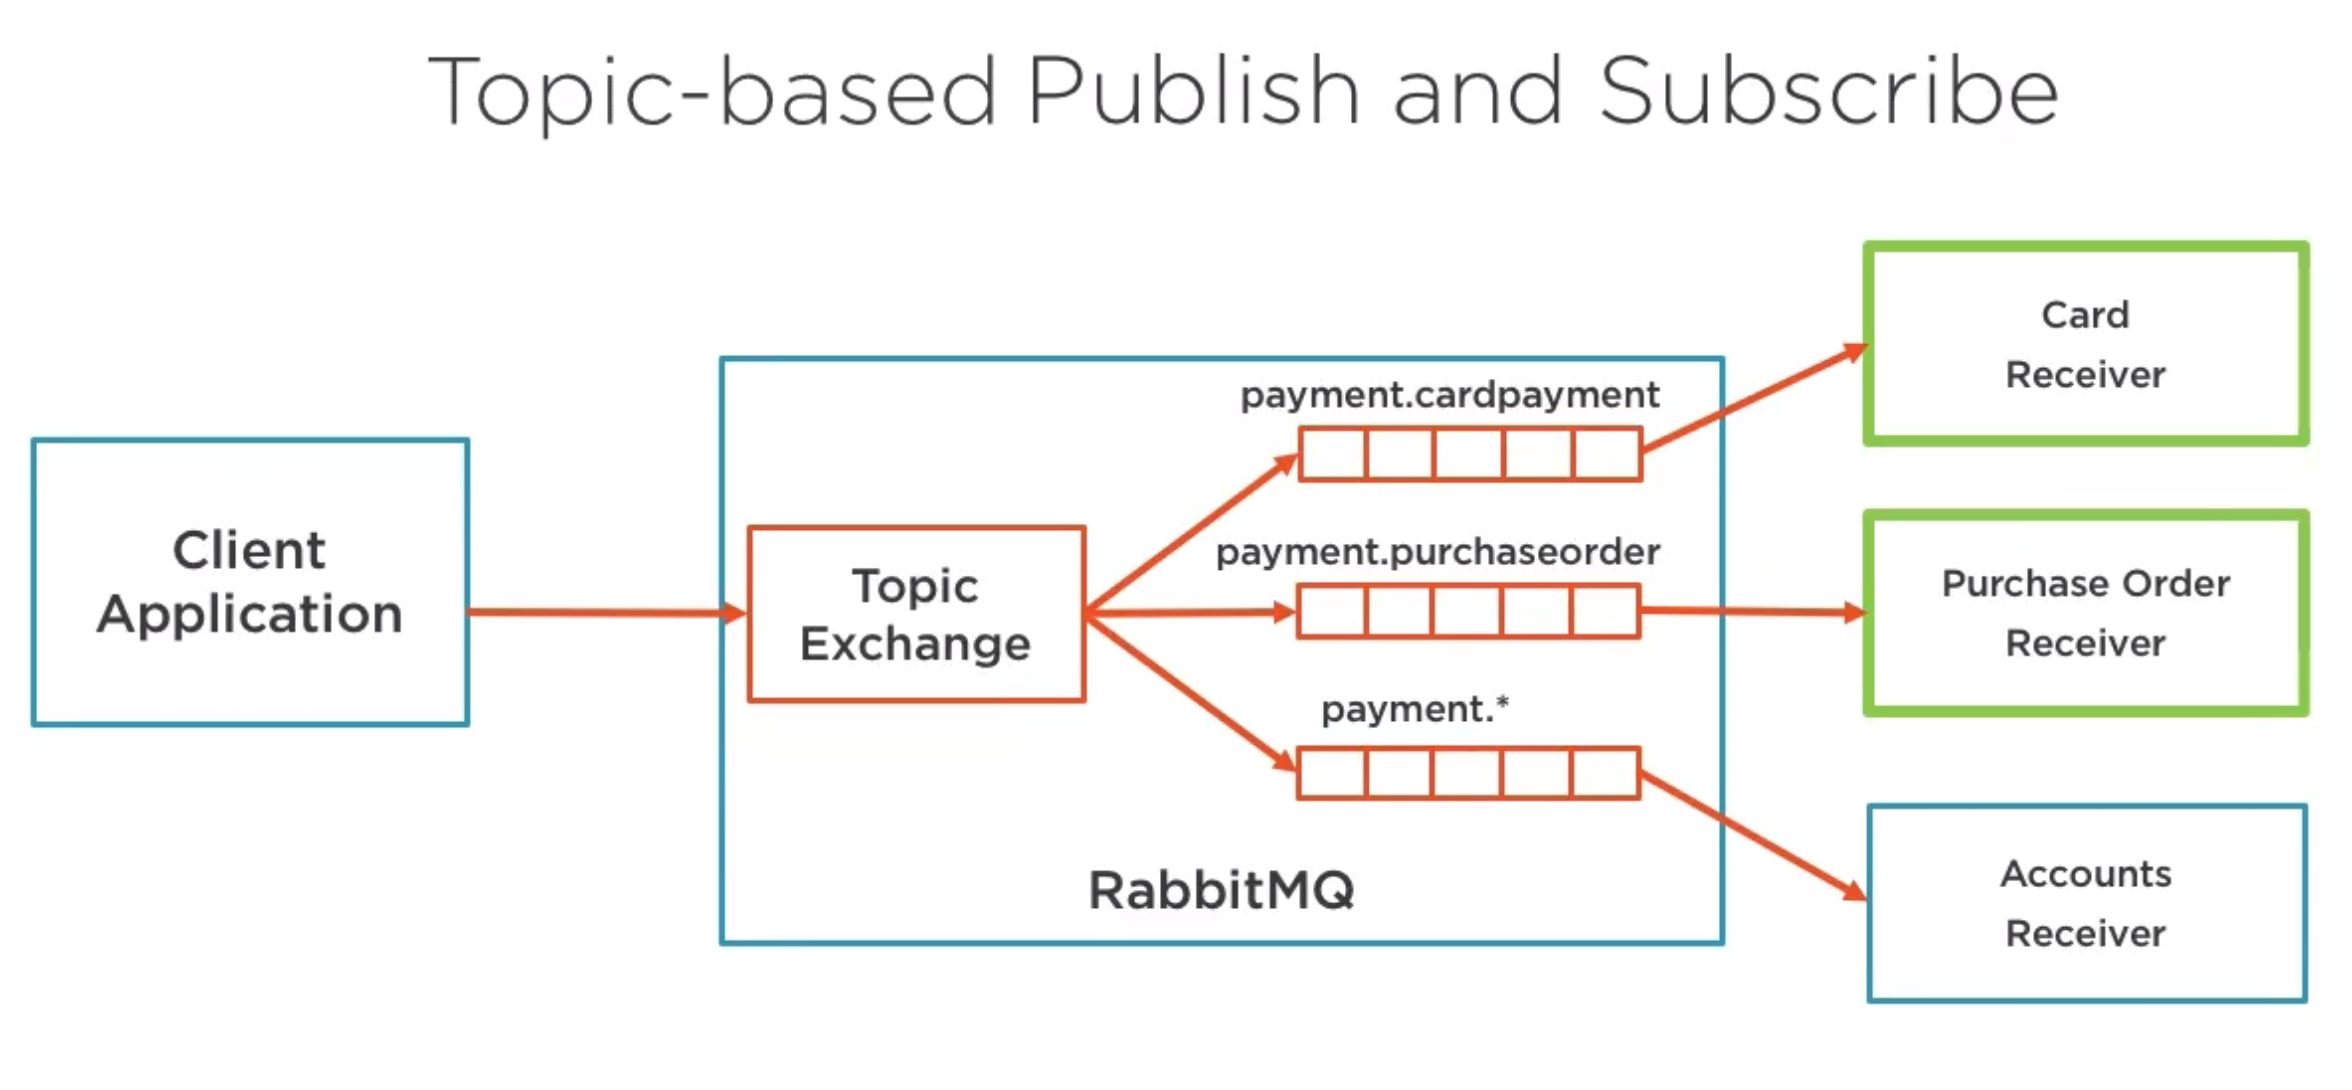 Topic-based Publish and Subscribe
Client
Application
Topic
Exchange
payment.cardpayment
payment.purchaseorder
payment.*
RabbitMQ
Card
Receiver
Purchase Order
Receiver
Accounts
Receiver